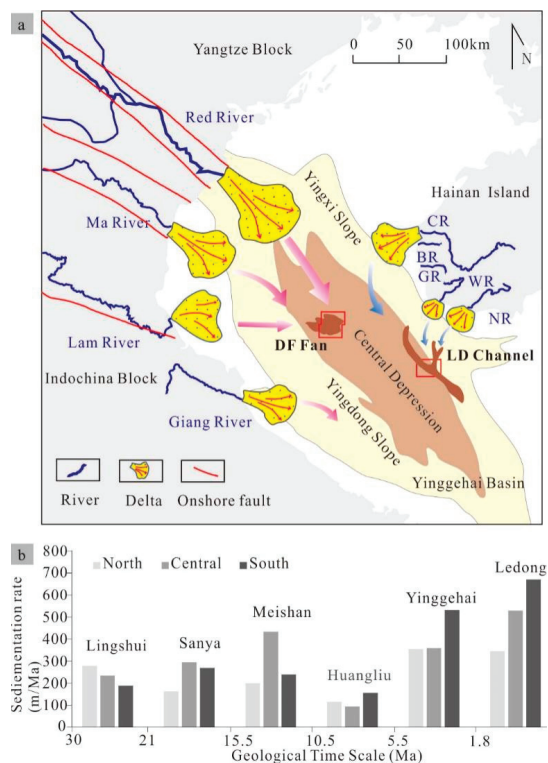 a
Yangtze Block
0 50 100km
N
Red River
Yingxi Slope
Hainan Island
Ma River
CR
BR
GR
WR
NR
Lam River
DF Fan
Central Depression
LD Channel
Indochina Block
Yingdong Slope
Giang River
Yinggehai Basin
River Delta Onshore fault
b
800
700
600
500
400
300
200
100
0
Sediementation rate
(m/Ma)
North Central South
Lingshui
Sanya
Meishan
Huangliu
Yinggehai
Ledong
30 21 15.5 10.5 5.5 1.8
Geological Time Scale (Ma)